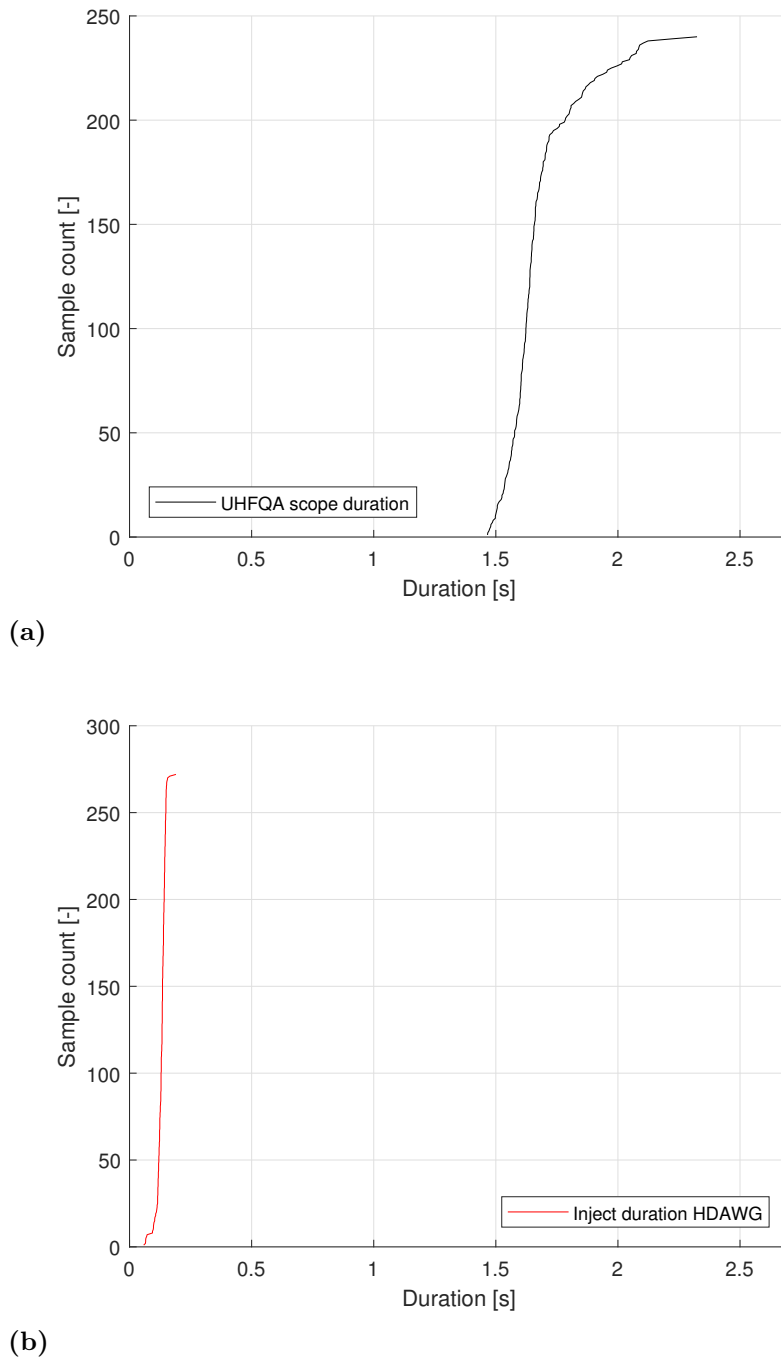 250
200
150
100
50
0
Sample count [-]
UHFQA scope duration
0 0.5 1 1.5 2 2.5
Duration [s]
(a)
300
250
200
150
100
50
0
Sample count [-]
Inject duration HDAWG
0 0.5 1 1.5 2 2.5
Duration [s]
(b)